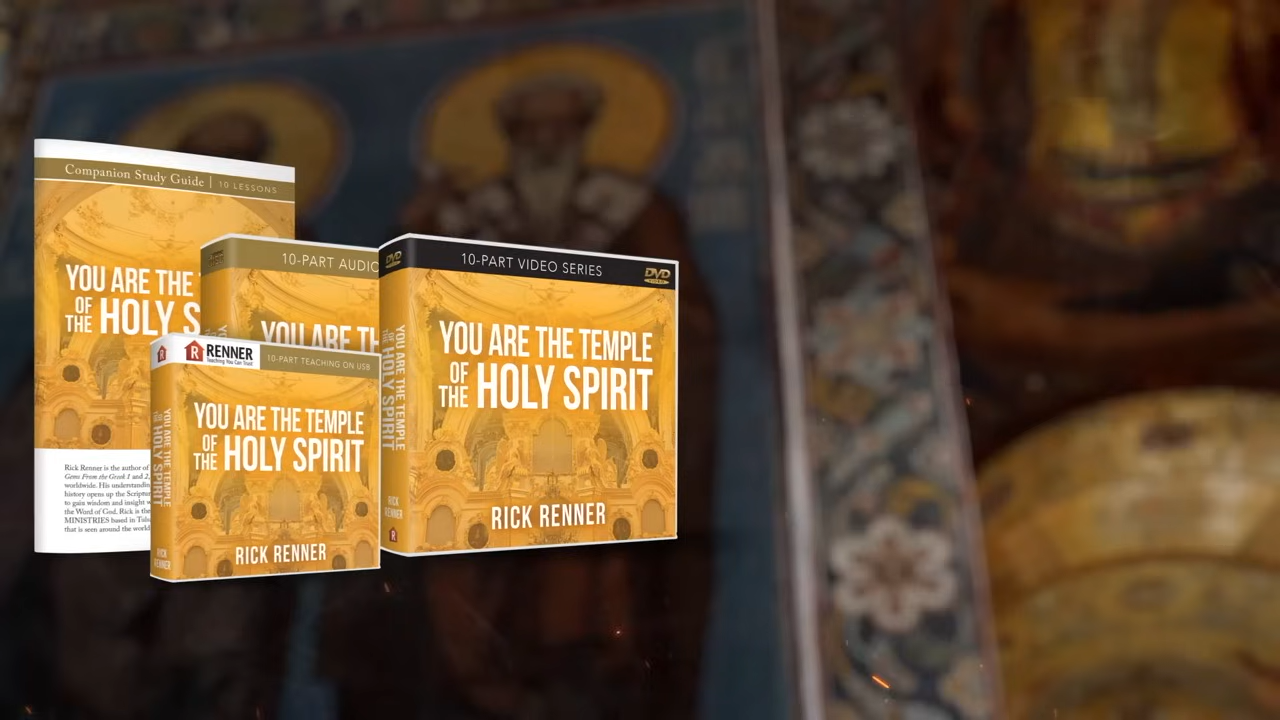 Companion Study Guide | 10 LESSONS
YOU ARE THE
OF THE HOLY S
Rick Renner is the author of
Gems From the Greek 1 and 2,
worldwide. His understandin
history opens up the Scriptur
to gain wisdom and insight w
the Word of God. Rick is the
MINISTRIES based in Tuls
that is seen around the world
10-PART AUDIO
YOU ARE TH
RENNER
Teaching You Can Trust
10-PART TEACHING ON USB
YOU ARE THE TEMPLE
OF THE HOLY SPIRIT
RICK RENNER
YOU ARE THE TEMPLE
OF THE HOLY SPIRIT
RICK RENNER
10-PART VIDEO SERIES
DVD
VIDEO
YOU ARE THE TEMPLE
OF THE HOLY SPIRIT
RICK RENNER
YOU ARE THE TEMPLE
OF THE HOLY SPIRIT
RICK RENNER
DVD